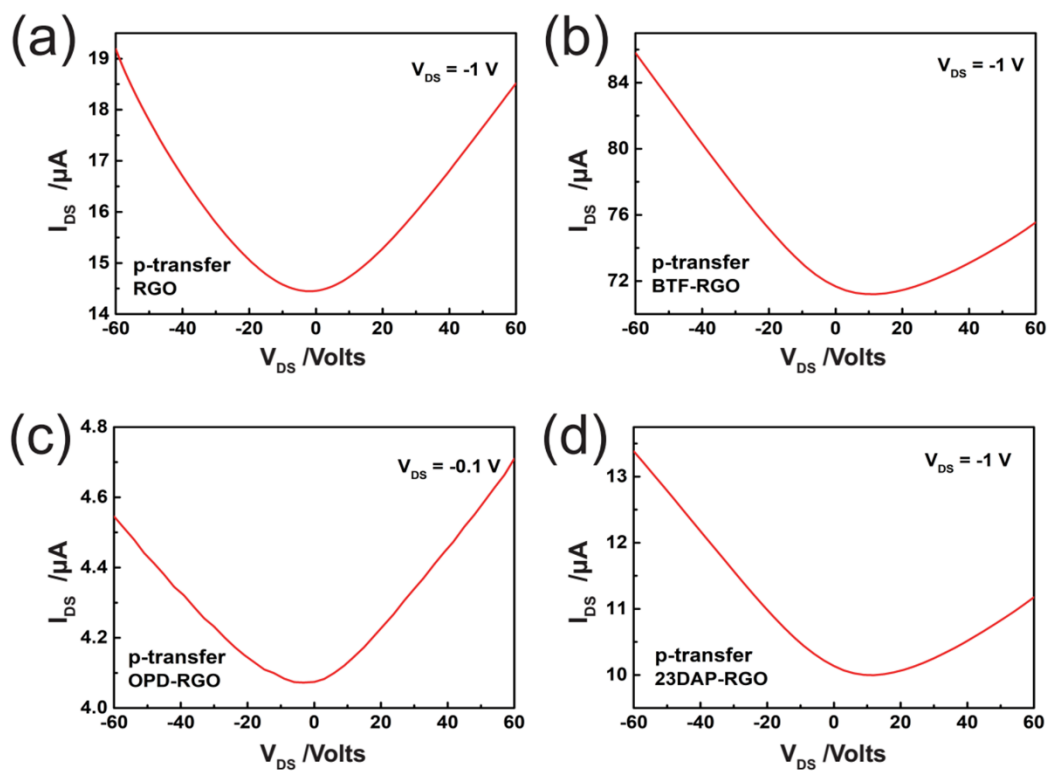 (a)
19
18
17
16
15
14
I_DS /µA
V_DS = -1 V
p-transfer
RGO
-60 -40 -20 0 20 40 60
V_DS /Volts
(b)
84
80
76
72
I_DS /µA
V_DS = -1 V
p-transfer
BTF-RGO
-60 -40 -20 0 20 40 60
V_DS /Volts
(c)
4.8
4.6
4.4
4.2
4.0
I_DS /µA
V_DS = -0.1 V
p-transfer
OPD-RGO
-60 -40 -20 0 20 40 60
V_DS /Volts
(d)
13
12
11
10
I_DS /µA
V_DS = -1 V
p-transfer
23DAP-RGO
-60 -40 -20 0 20 40 60
V_DS /Volts